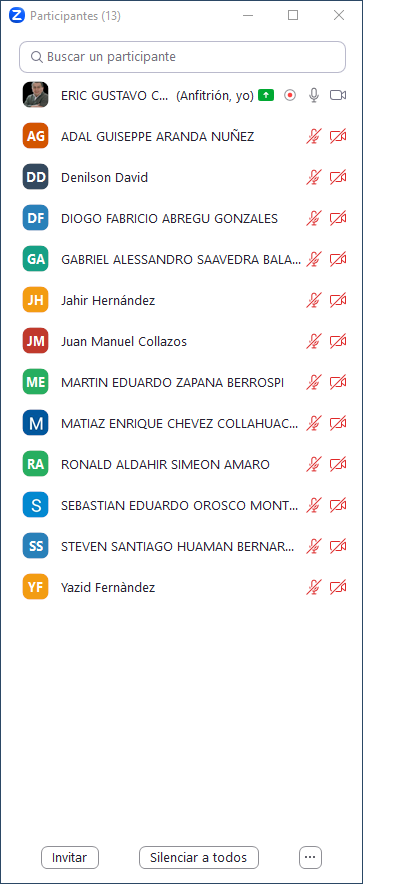 Participantes (13)
Buscar un participante
ERIC GUSTAVO C... (Anfitrión, yo)
AG ADAL GUISEPPE ARANDA NUÑEZ
DD Denilson David
DF DIOGO FABRICIO ABREGU GONZALES
GA GABRIEL ALESSANDRO SAAVEDRA BALA...
JH Jahir Hernández
JM Juan Manuel Collazos
ME MARTIN EDUARDO ZAPANA BERROSPI
M MATIAZ ENRIQUE CHEVEZ COLLAHUAC...
RA RONALD ALDAHIR SIMEON AMARO
S SEBASTIAN EDUARDO OROSCO MONT...
SS STEVEN SANTIAGO HUAMAN BERNAR...
YF Yazid Fernàndez
Invitar Silenciar a todos ...